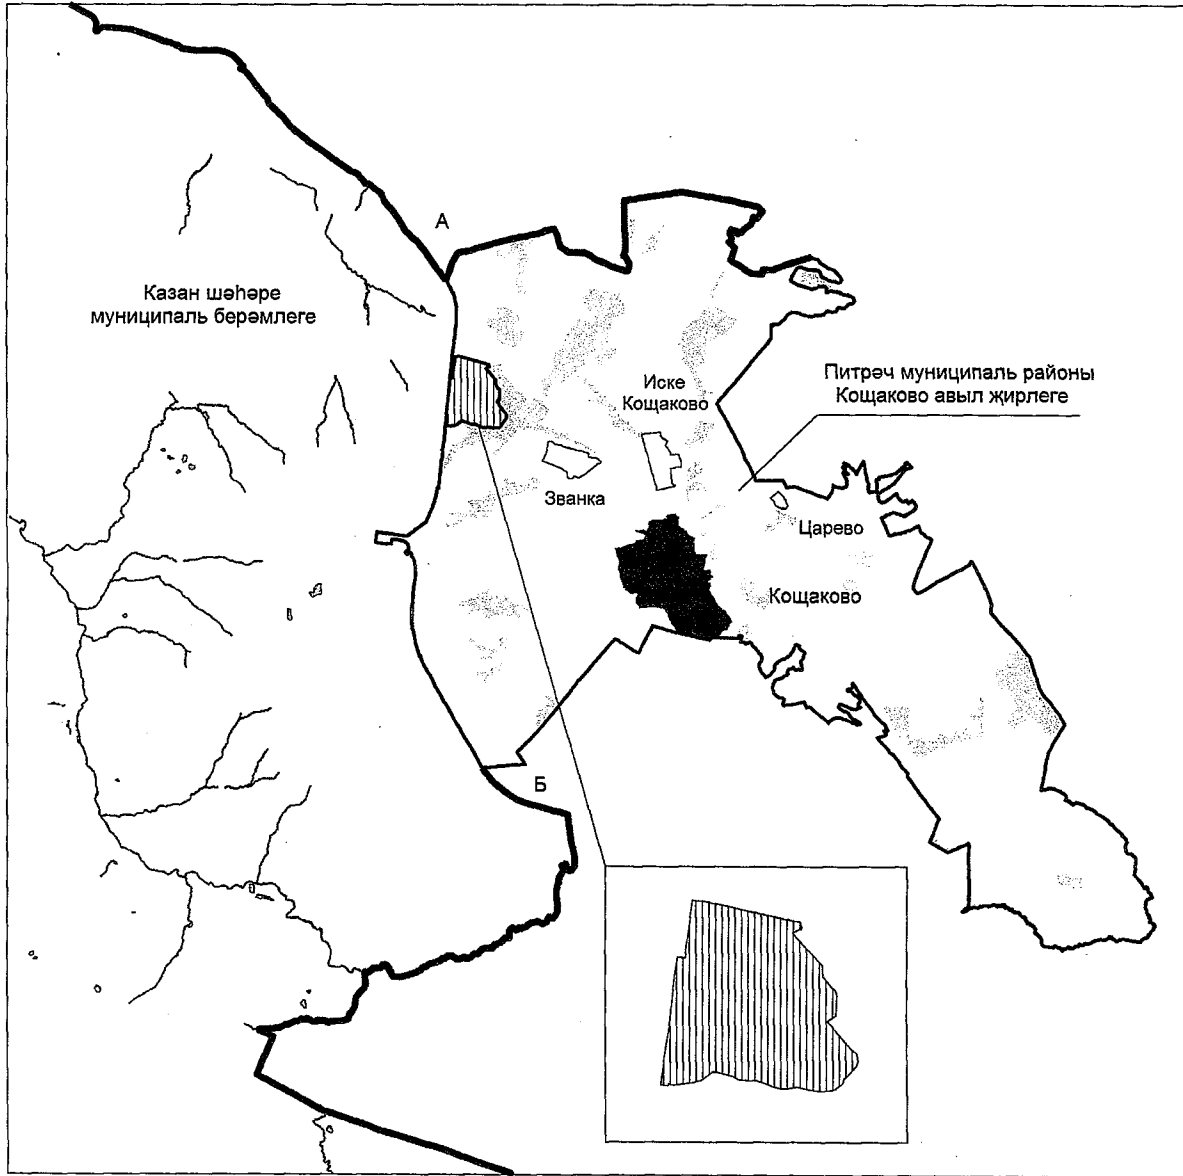 А
Казан шәһәре
муниципаль берәмлеге
Иске
Кощаково
Питрәч муниципаль районы
Кощаково авыл җирлеге
Званка
Царево
Кощаково
Б